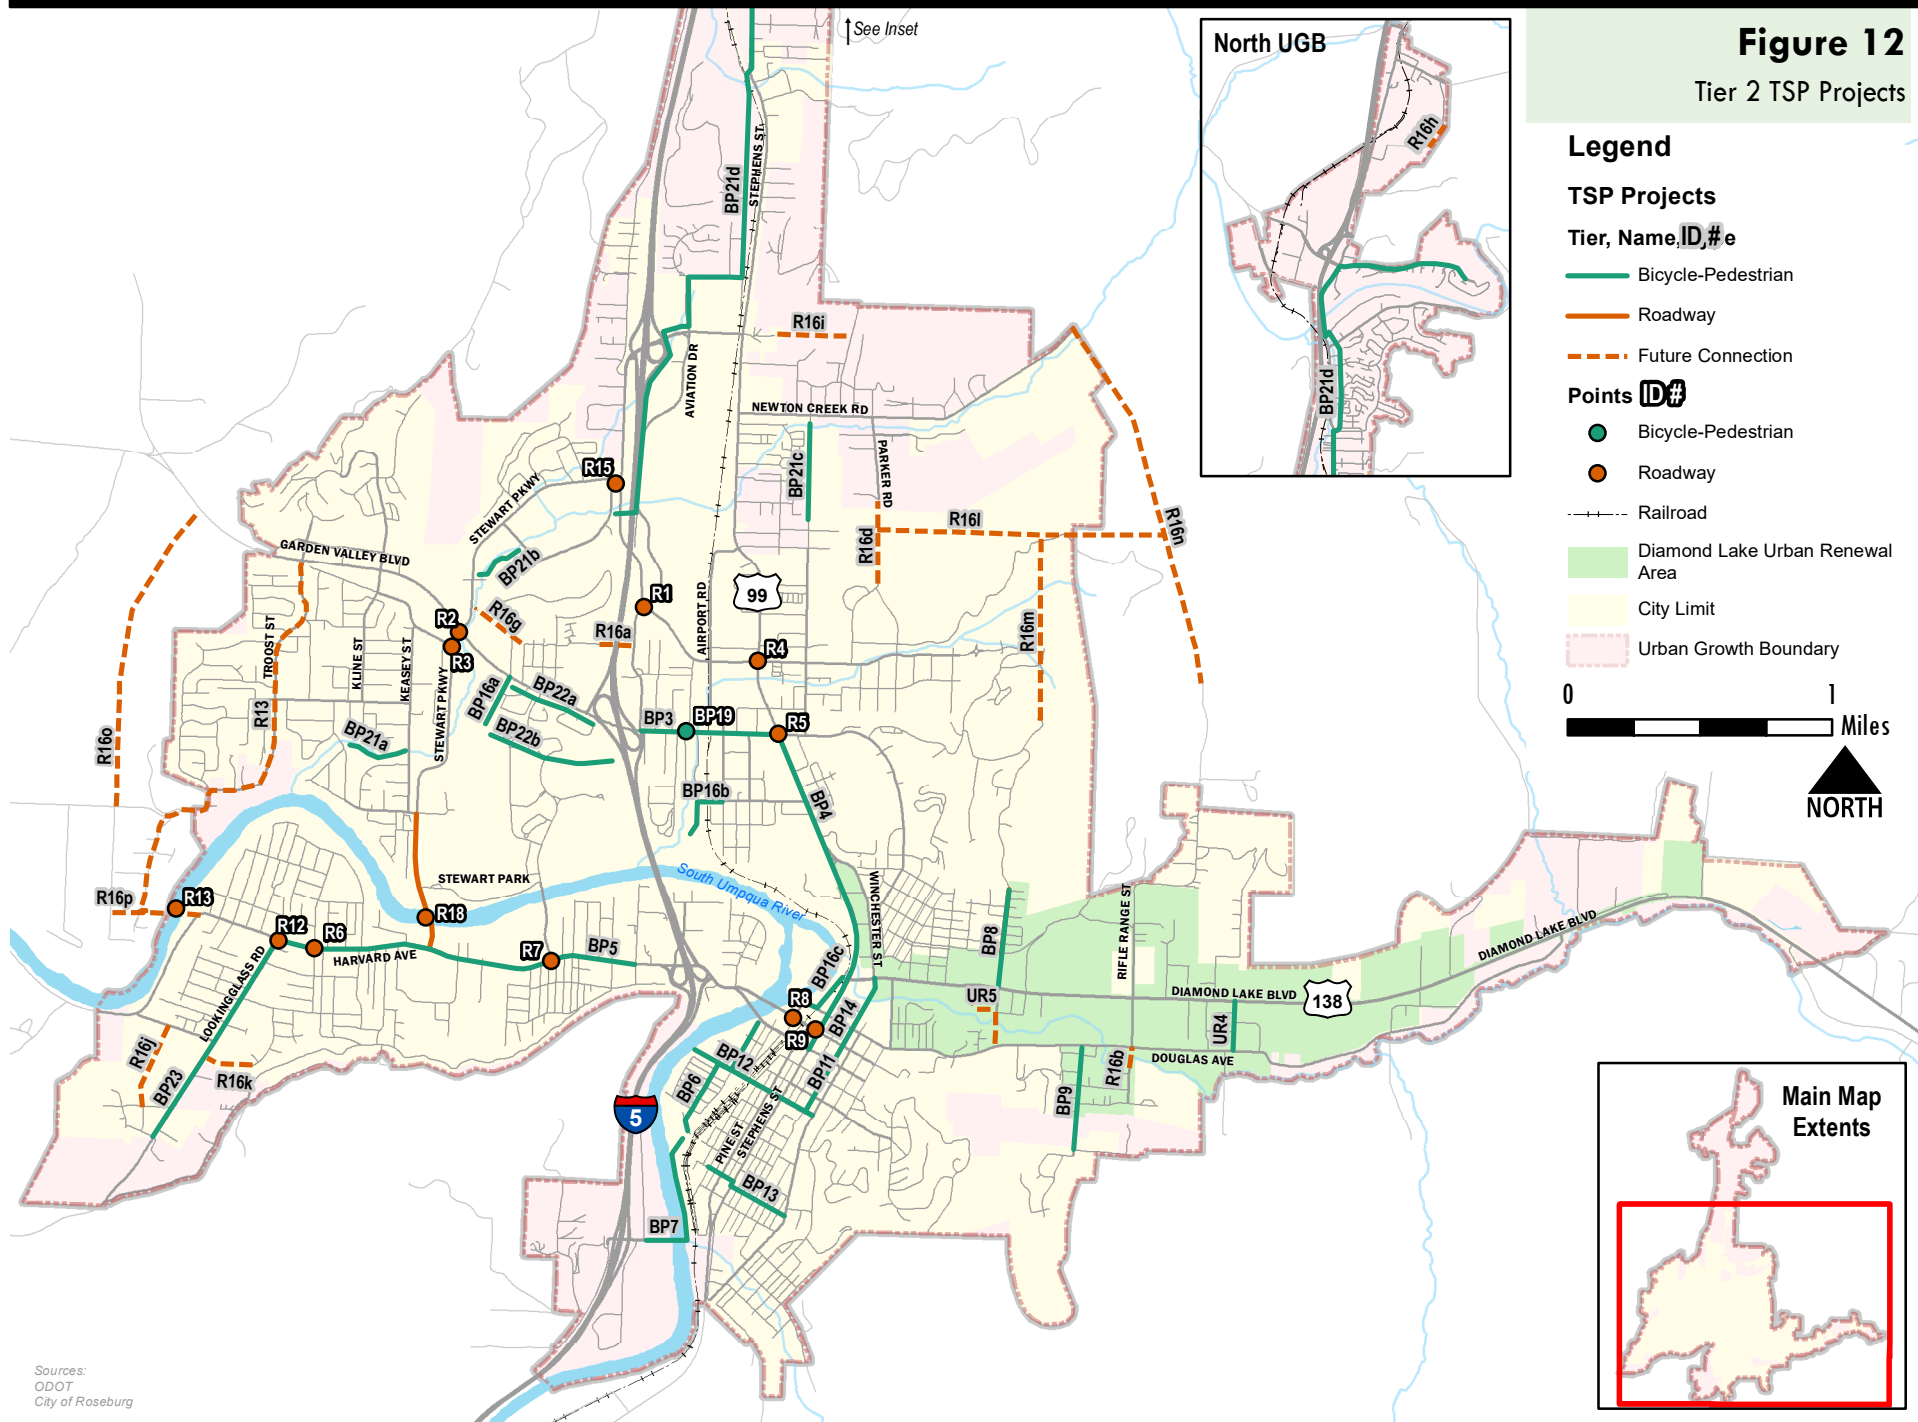 See Inset
North UGB
R16h
BP21d
Figure 12
Tier 2 TSP Projects
Legend
TSP Projects
Tier, Name, ID, # e
Bicycle-Pedestrian
Roadway
Future Connection
Points ID #
Bicycle-Pedestrian
Roadway
Railroad
Diamond Lake Urban Renewal
Area
City Limit
Urban Growth Boundary
0 1
Miles
NORTH
BP21d
STEPHENS ST
R16i
AVIATION DR
NEWTON CREEK RD
PARKER RD
BP21c
R15
STEWART PKWY
GARDEN VALLEY BLVD
BP21b
R16d
R16l
R16n
R1
99
AIRPORT RD
R2
R16g
R16a
R3
R4
R16m
TROOST ST
KLINE ST
KEASEY ST
STEWART PKWY
R13
R16o
BP16a
BP22a
BP22b
BP21a
BP3
BP19
R5
BP16b
BP4
STEWART PARK
South Umpqua River
WINCHESTER ST
R16p
R13
R18
R12
R6
HARVARD AVE
R7
BP5
BP8
RIFLE RANGE ST
DIAMOND LAKE BLVD
LOOKINGGLASS RD
BP16c
R8
R9
BP14
UR5
DIAMOND LAKE BLVD
138
UR4
DOUGLAS AVE
R16j
R16k
BP23
BP12
BP6
BP11
BP9
R16b
5
PINE ST
STEPHENS ST
BP13
BP7
Main Map
Extents
Sources:
ODOT
City of Roseburg